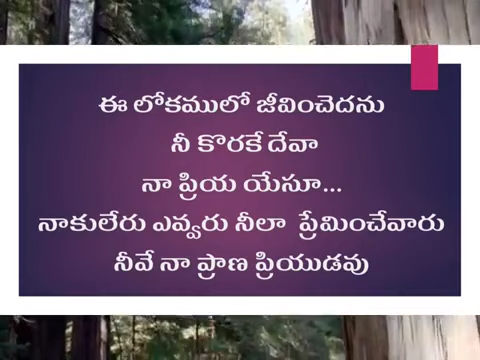 ఈ లోకములో జీవించెదను
నీ కొరకే దేవా
నా ప్రియ యేసూ...
నాకులేరు ఎవ్వరు నీలా ప్రేమించేవారు
నీవే నా ప్రాణ ప్రియుడవు